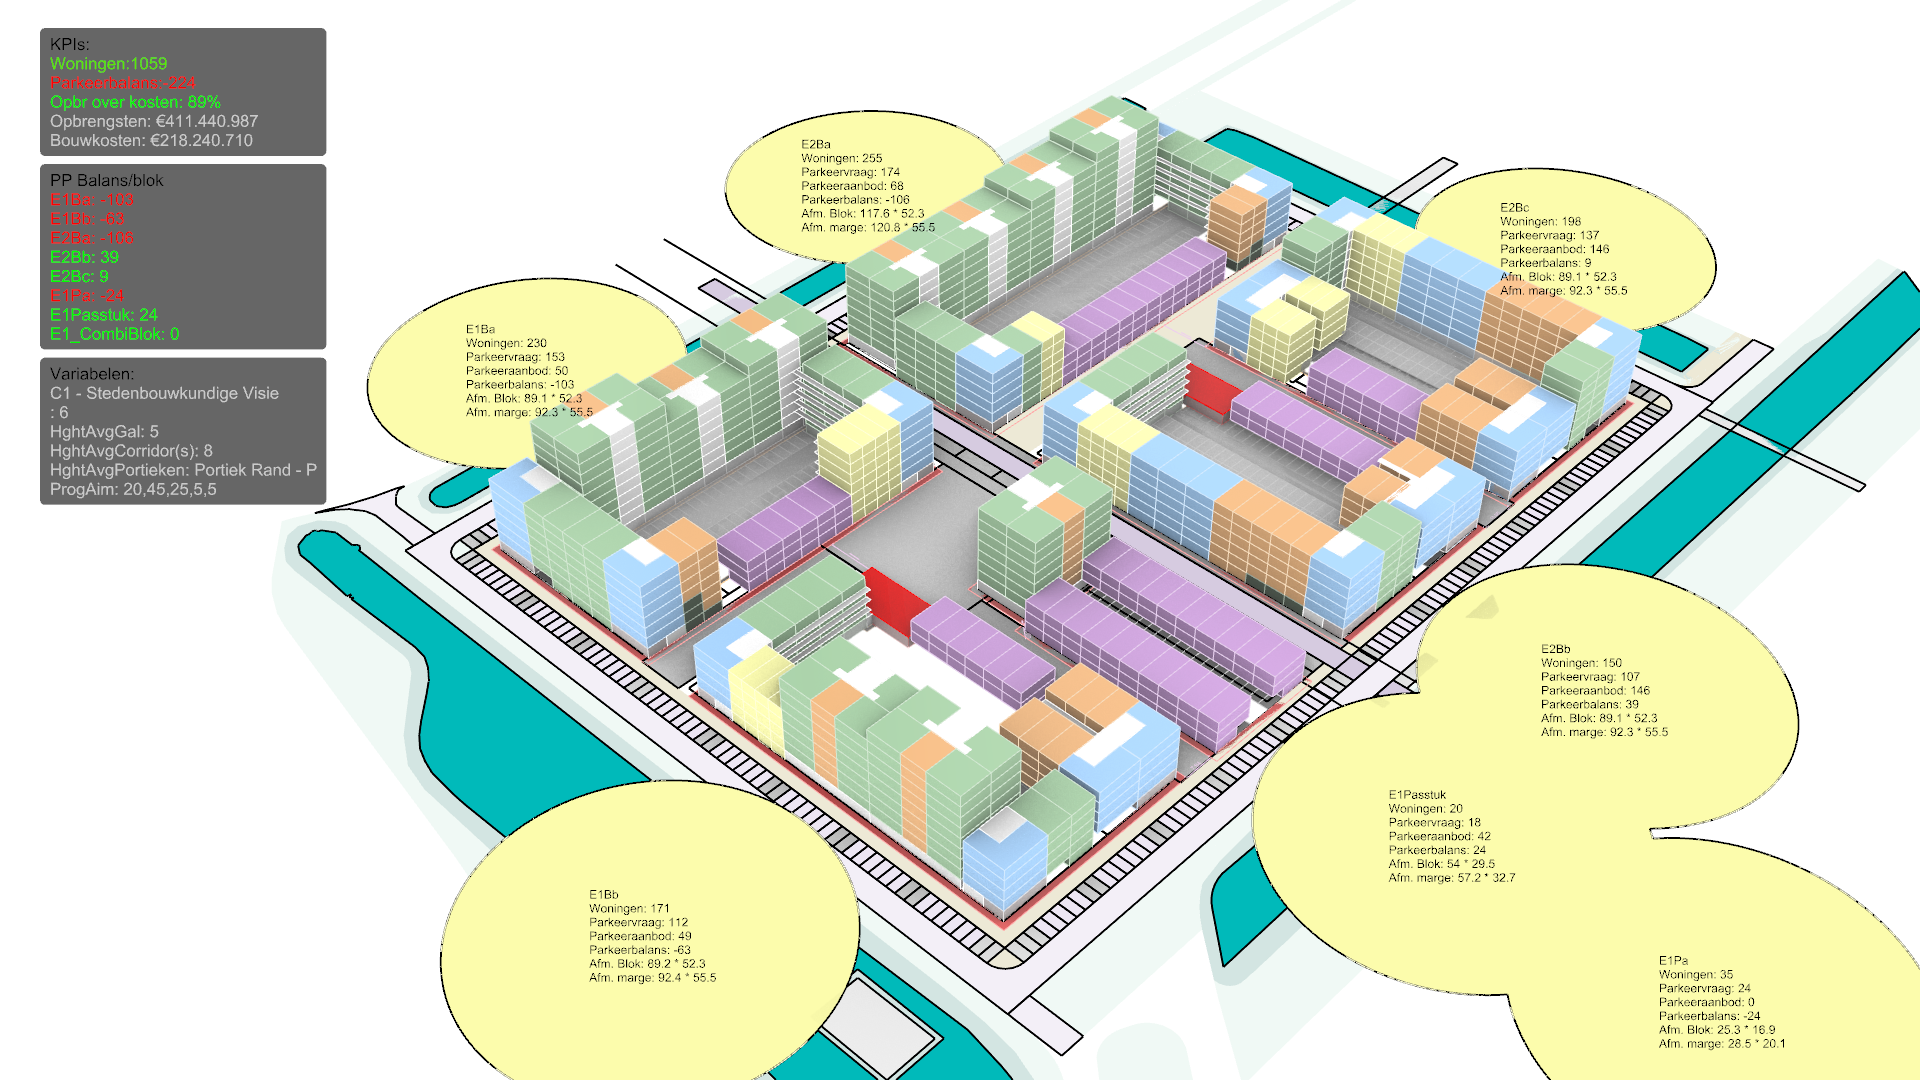 KPIs:
Woningen:1059
Parkeerbalans:-224
Opbr over kosten: 89%
Opbrengsten: €411.440.987
Bouwkosten: €218.240.710
PP Balans/blok
E1Ba: -103
E1Bb: -63
E2Ba: -106
E2Bb: 39
E2Bc: 9
E1Pa: -24
E1Passtuk: 24
E1_CombiBlok: 0
Variabelen:
C1 - Stedenbouwkundige Visie
: 6
HghtAvgGal: 5
HghtAvgCorridor(s): 8
HghtAvgPortieken: Portiek Rand - P
ProgAim: 20,45,25,5,5
E2Ba
Woningen: 255
Parkeervraag: 174
Parkeeraanbod: 68
Parkeerbalans: -106
Afm. Blok: 117.6 * 52.3
Afm. marge: 120.8 * 55.5
E2Bc
Woningen: 198
Parkeervraag: 137
Parkeeraanbod: 146
Parkeerbalans: 9
Afm. Blok: 89.1 * 52.3
Afm. marge: 92.3 * 55.5
E1Ba
Woningen: 230
Parkeervraag: 153
Parkeeraanbod: 50
Parkeerbalans: -103
Afm. Blok: 89.1 * 52.3
Afm. marge: 92.3 * 55.5
E2Bb
Woningen: 150
Parkeervraag: 107
Parkeeraanbod: 146
Parkeerbalans: 39
Afm. Blok: 89.1 * 52.3
Afm. marge: 92.3 * 55.5
E1Passtuk
Woningen: 20
Parkeervraag: 18
Parkeeraanbod: 42
Parkeerbalans: 24
Afm. Blok: 54 * 29.5
Afm. marge: 57.2 * 32.7
E1Bb
Woningen: 171
Parkeervraag: 112
Parkeeraanbod: 49
Parkeerbalans: -63
Afm. Blok: 89.2 * 52.3
Afm. marge: 92.4 * 55.5
E1Pa
Woningen: 35
Parkeervraag: 24
Parkeeraanbod: 0
Parkeerbalans: -24
Afm. Blok: 25.3 * 16.9
Afm. marge: 28.5 * 20.1